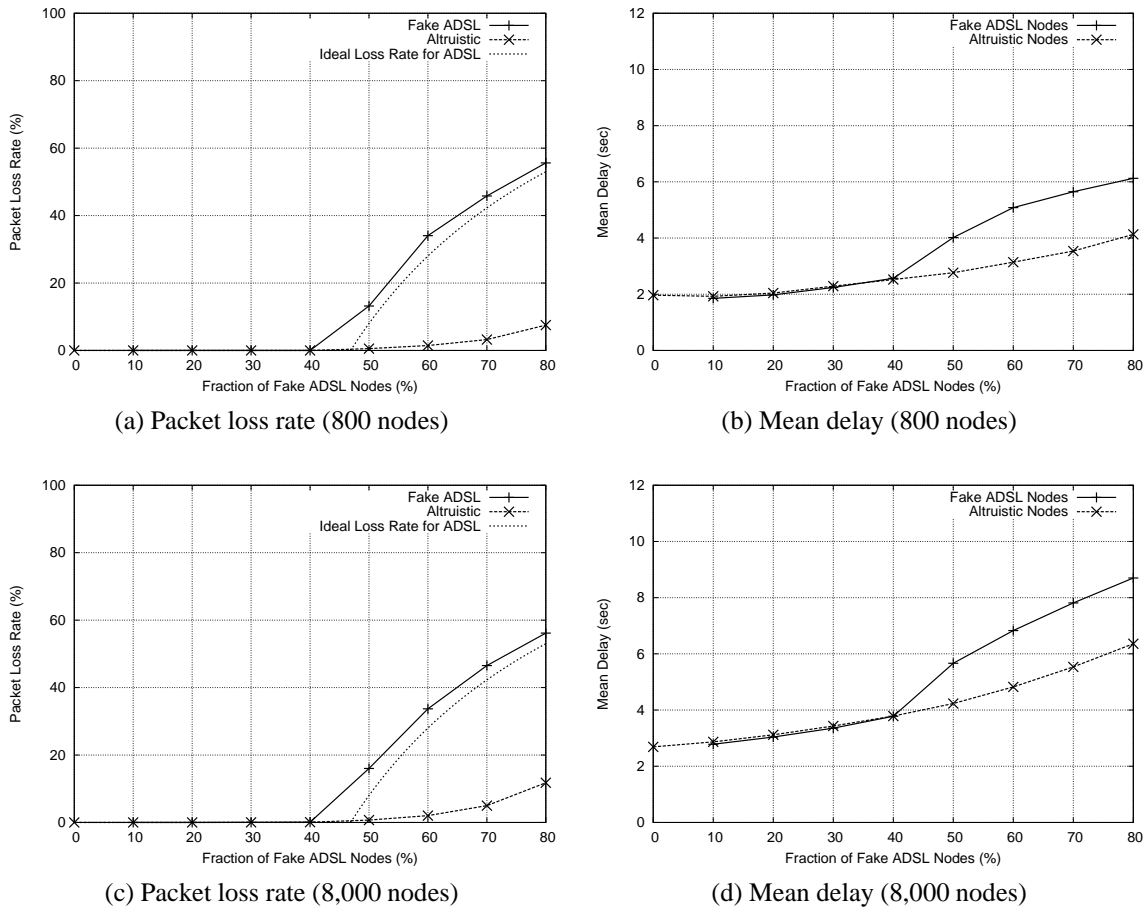 100
80
60
40
20
0
Packet Loss Rate (%)
Fake ADSL
Altruistic
Ideal Loss Rate for ADSL
0 10 20 30 40 50 60 70 80
Fraction of Fake ADSL Nodes (%)
(a) Packet loss rate (800 nodes)
12
10
8
6
4
2
0
Mean Delay (sec)
Fake ADSL Nodes
Altruistic Nodes
0 10 20 30 40 50 60 70 80
Fraction of Fake ADSL Nodes (%)
(b) Mean delay (800 nodes)
100
80
60
40
20
0
Packet Loss Rate (%)
Fake ADSL
Altruistic
Ideal Loss Rate for ADSL
0 10 20 30 40 50 60 70 80
Fraction of Fake ADSL Nodes (%)
(c) Packet loss rate (8,000 nodes)
12
10
8
6
4
2
0
Mean Delay (sec)
Fake ADSL Nodes
Altruistic Nodes
0 10 20 30 40 50 60 70 80
Fraction of Fake ADSL Nodes (%)
(d) Mean delay (8,000 nodes)